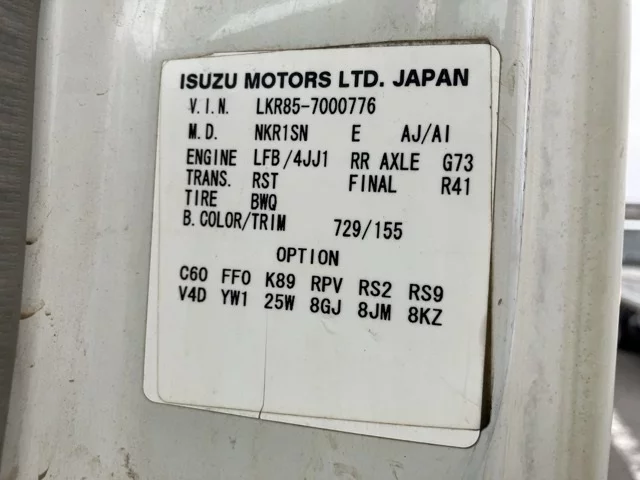 ISUZU MOTORS LTD. JAPAN
V.I.N. LKR85-7000776
M.D. NKR1SN E AJ/AI
ENGINE LFB/4JJ1 RR AXLE G73
TRANS. RST FINAL R41
TIRE BWQ
B.COLOR/TRIM 729/155
OPTION
C60 FF0 K89 RPV RS2 RS9
V4D YW1 25W 8GJ 8JM 8KZ